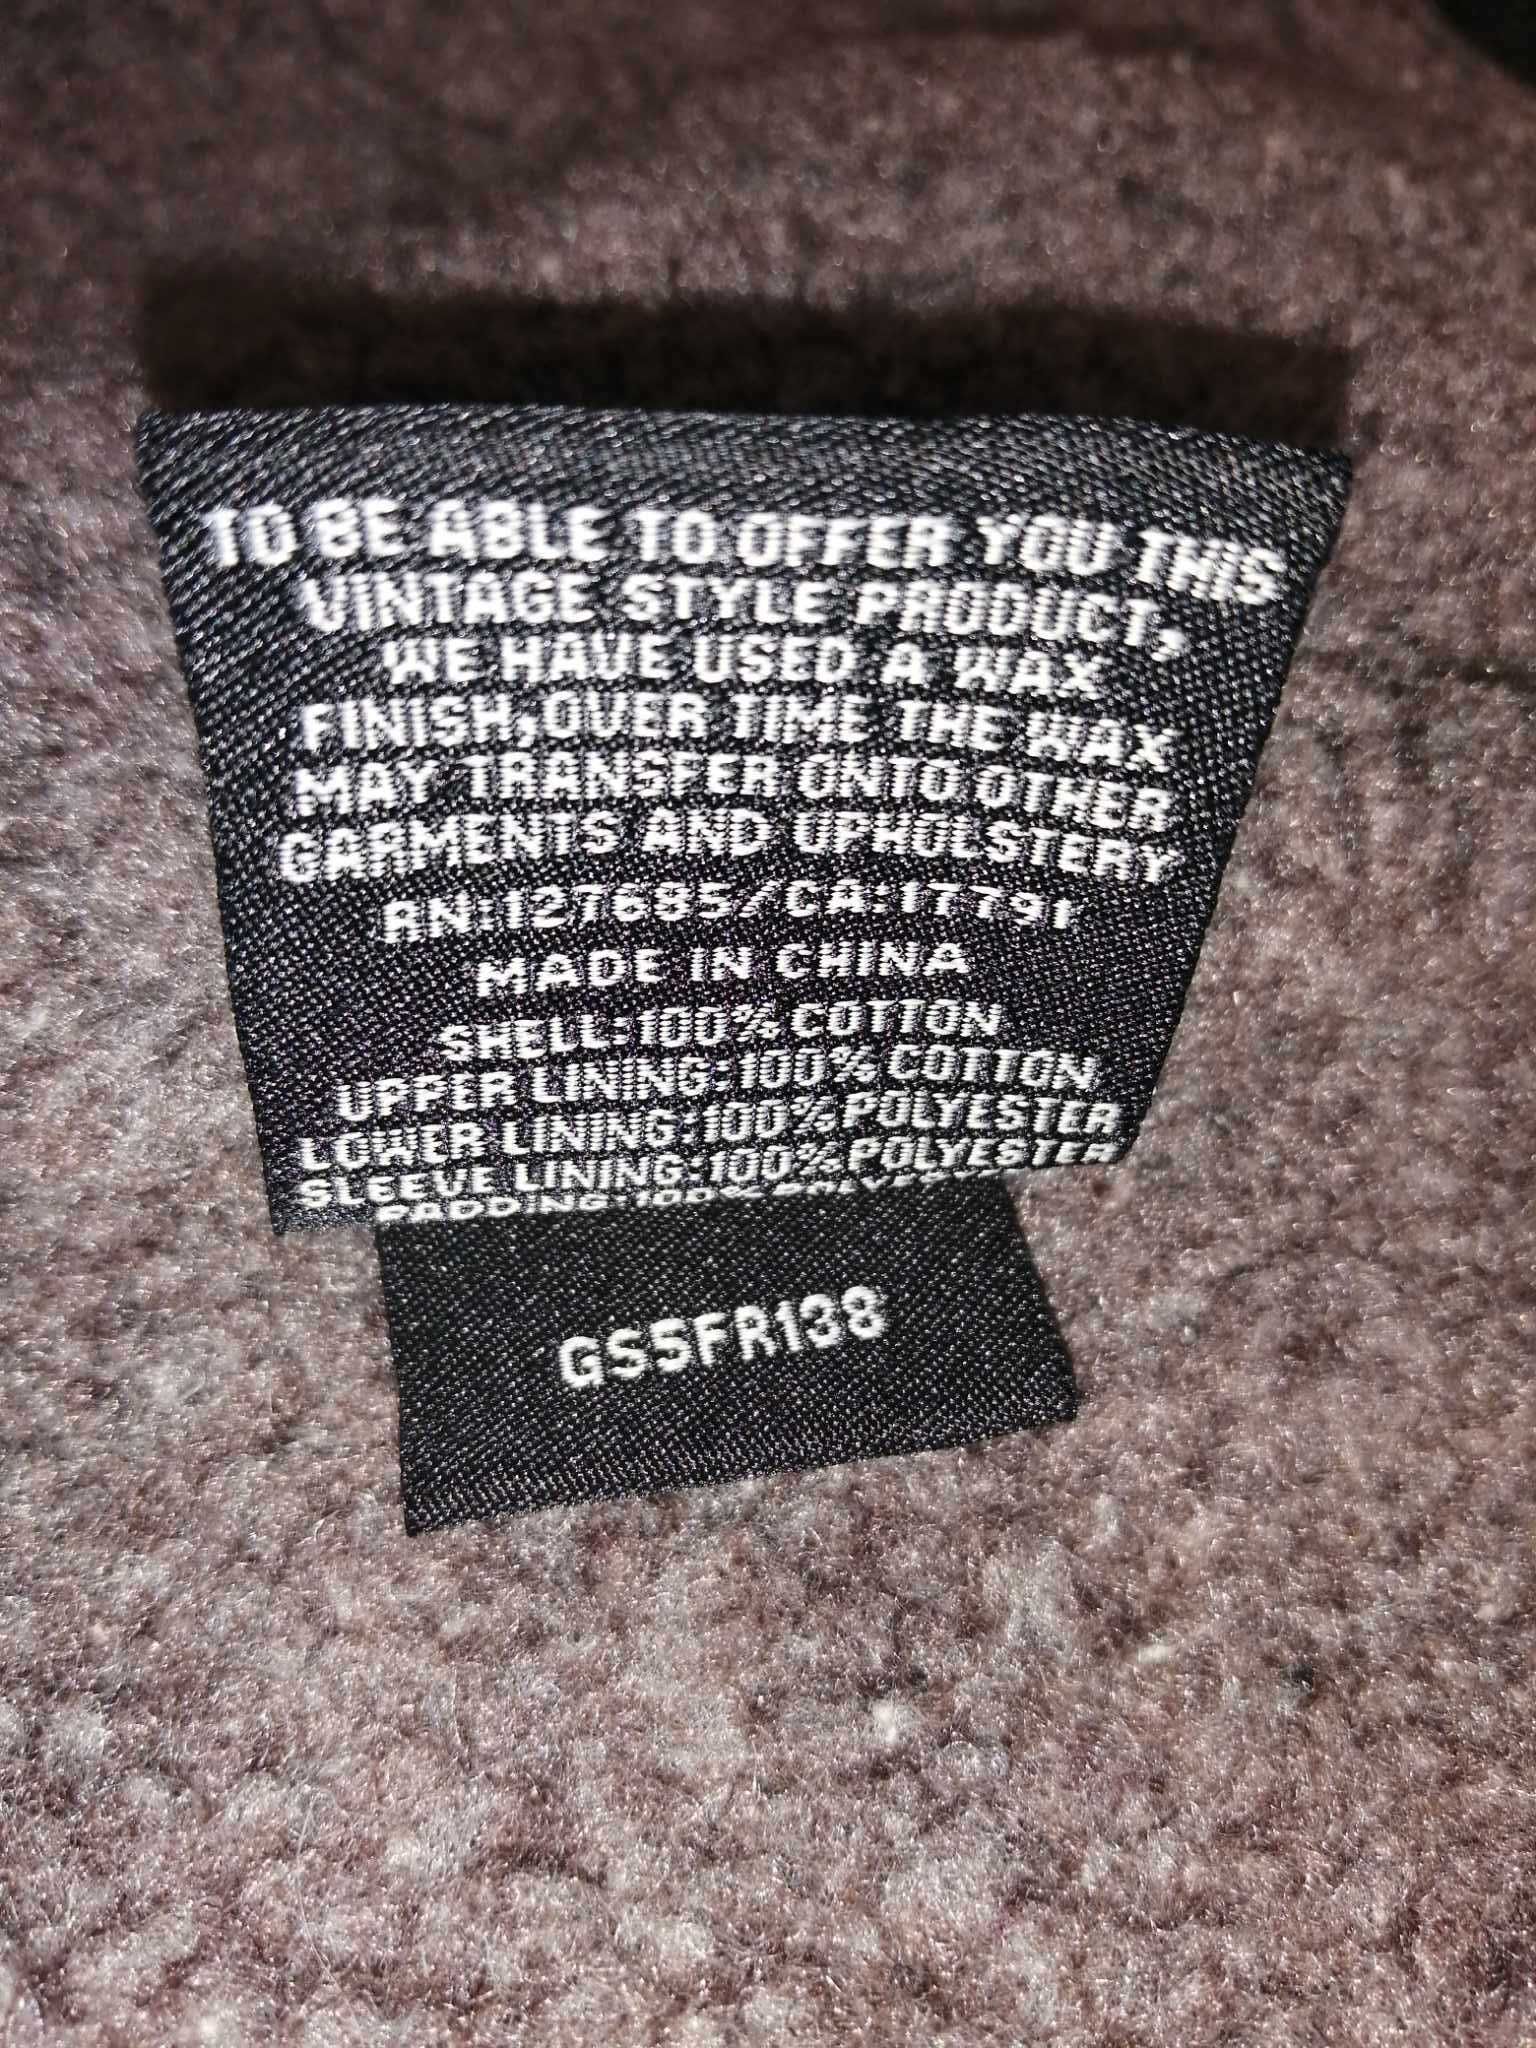 TO BE ABLE TO OFFER YOU THIS
VINTAGE STYLE PRODUCT,
WE HAVE USED A WAX
FINISH,OVER TIME THE WAX
MAY TRANSFER ONTO OTHER
GARMENTS AND UPHOLSTERY
RN:127685/CA:17791
MADE IN CHINA
SHELL:100% COTTON
UPPER LINING:100% COTTON
LOWER LINING:100% POLYESTER
SLEEVE LINING:100% POLYESTER
PADDING:100%
GS5FR138